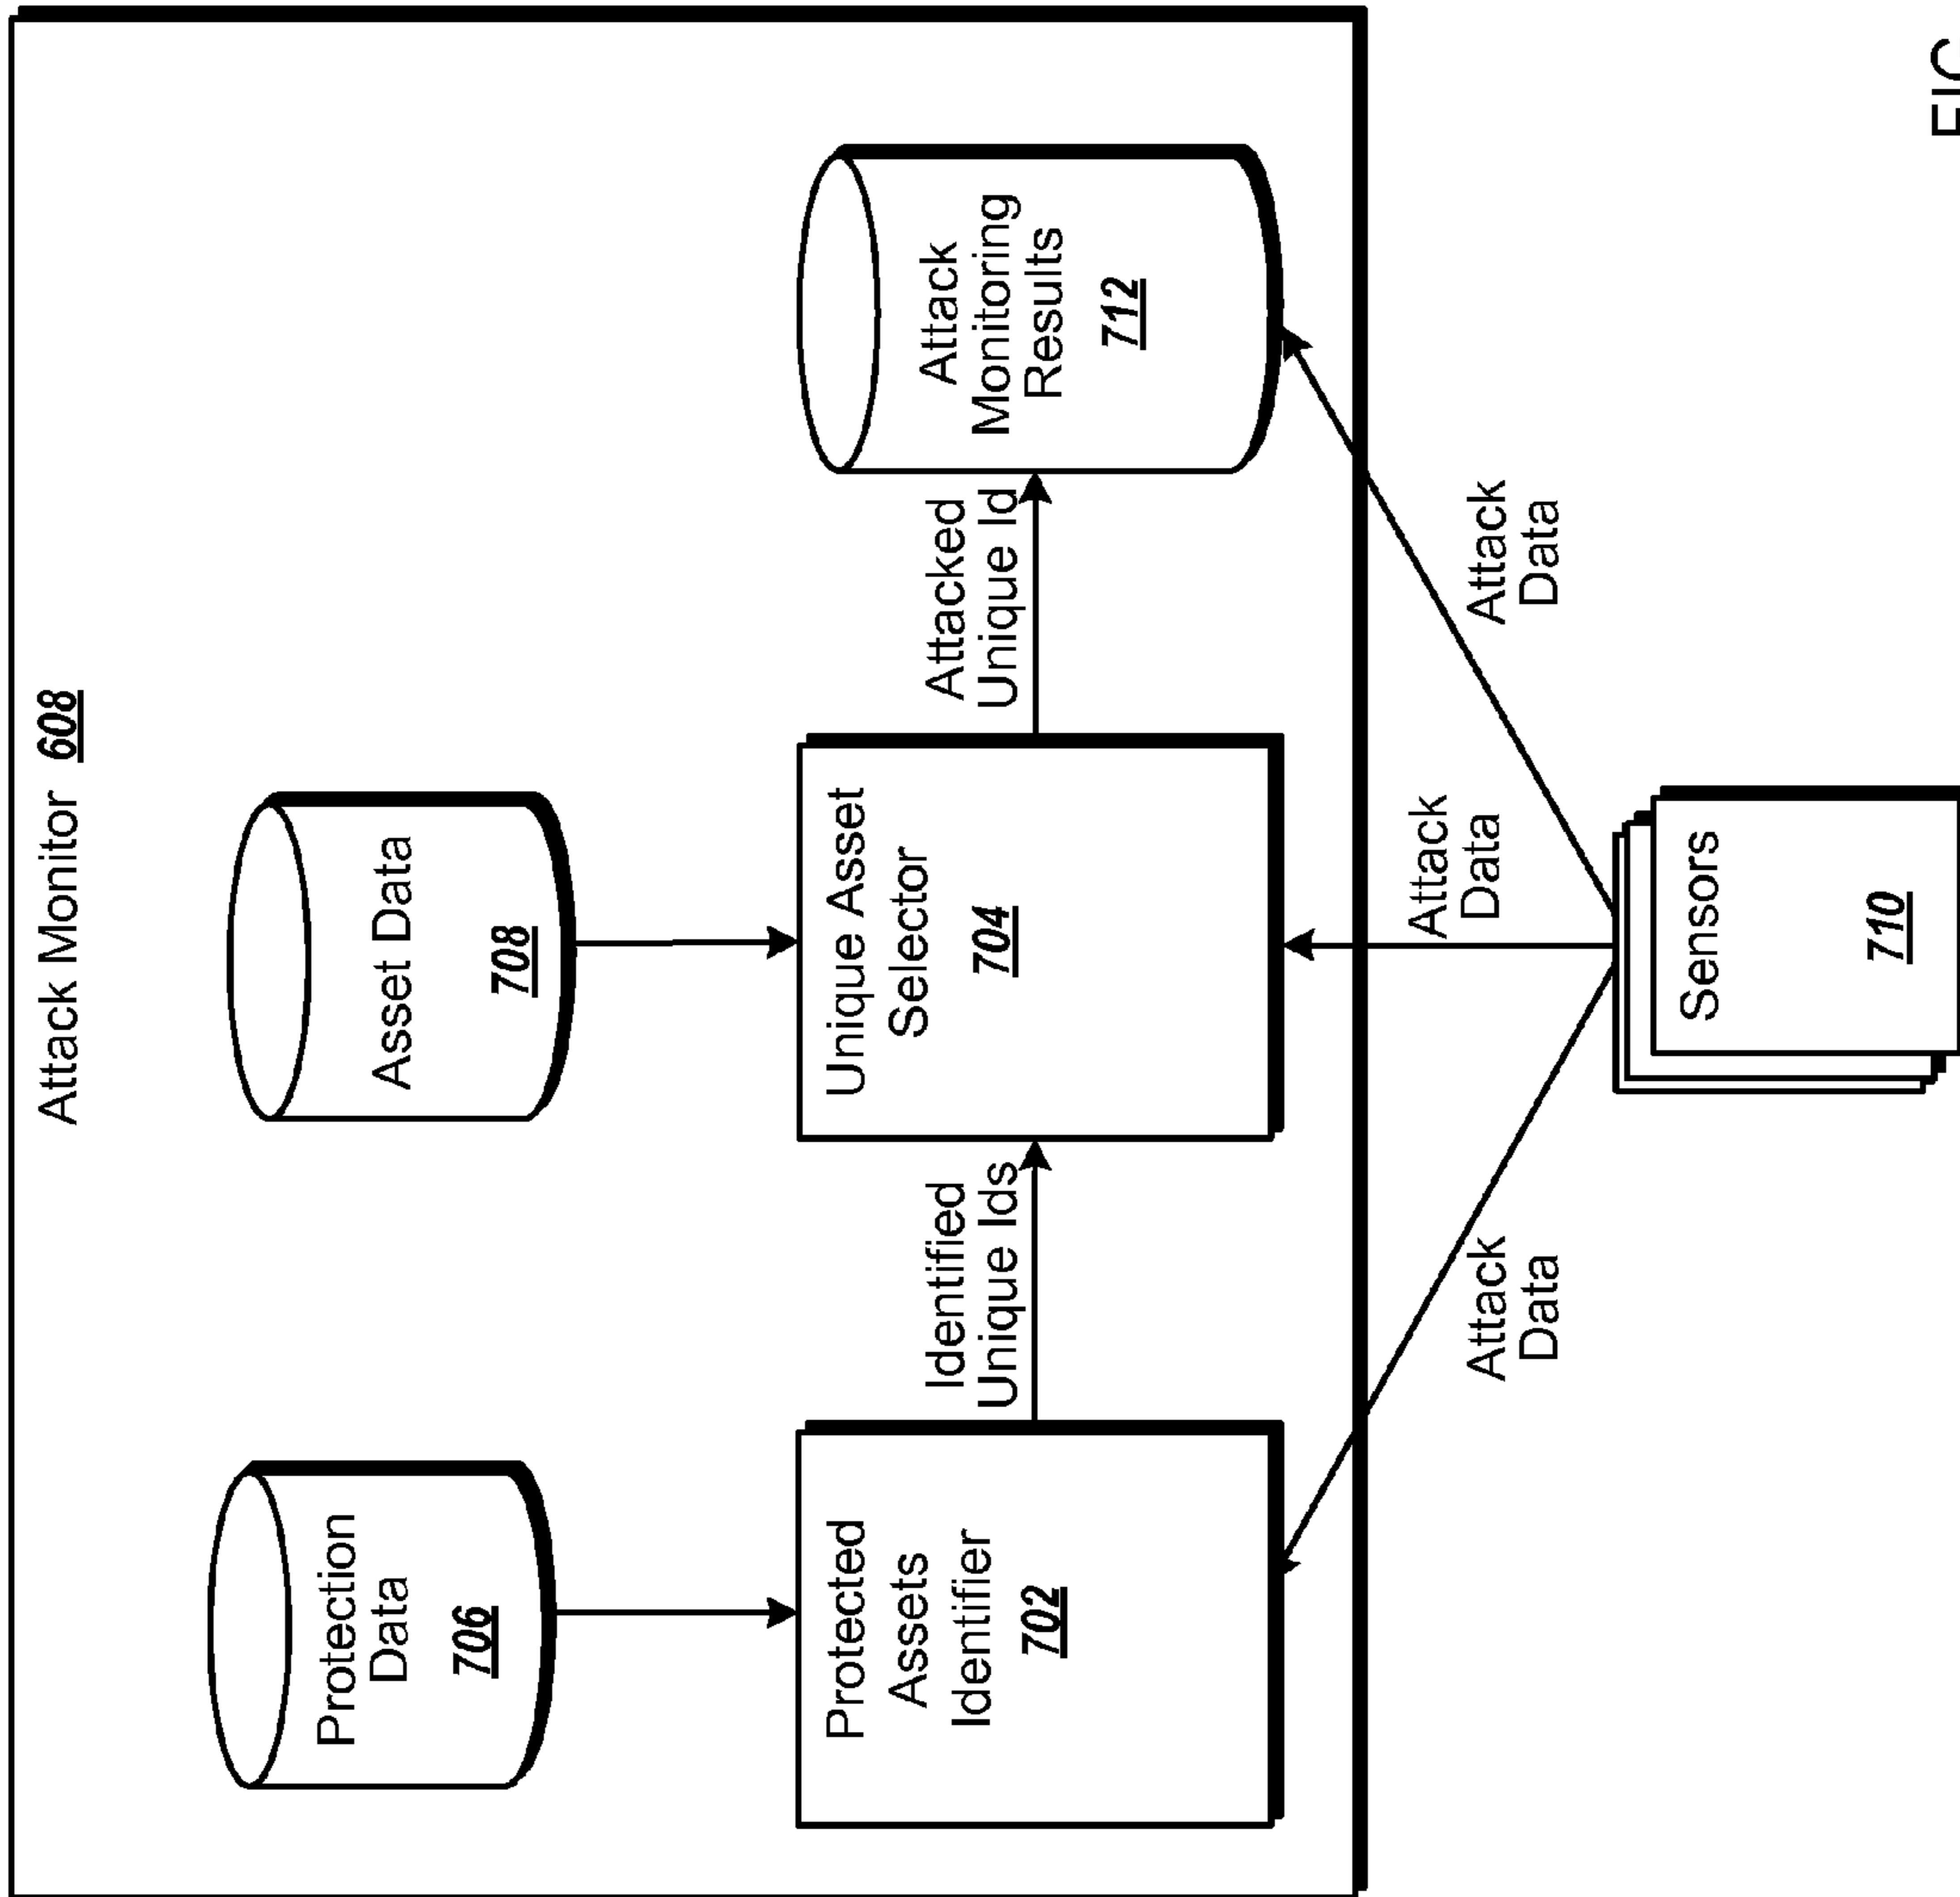 Attack Monitor 608
Protection
Data
706
Asset Data
708
Protected
Assets
Identifier
702
Identified
Unique Ids
Unique Asset
Selector
704
Attacked
Unique Id
Attack
Monitoring
Results
712
Attack
Data
Attack
Data
Attack
Data
Sensors
710